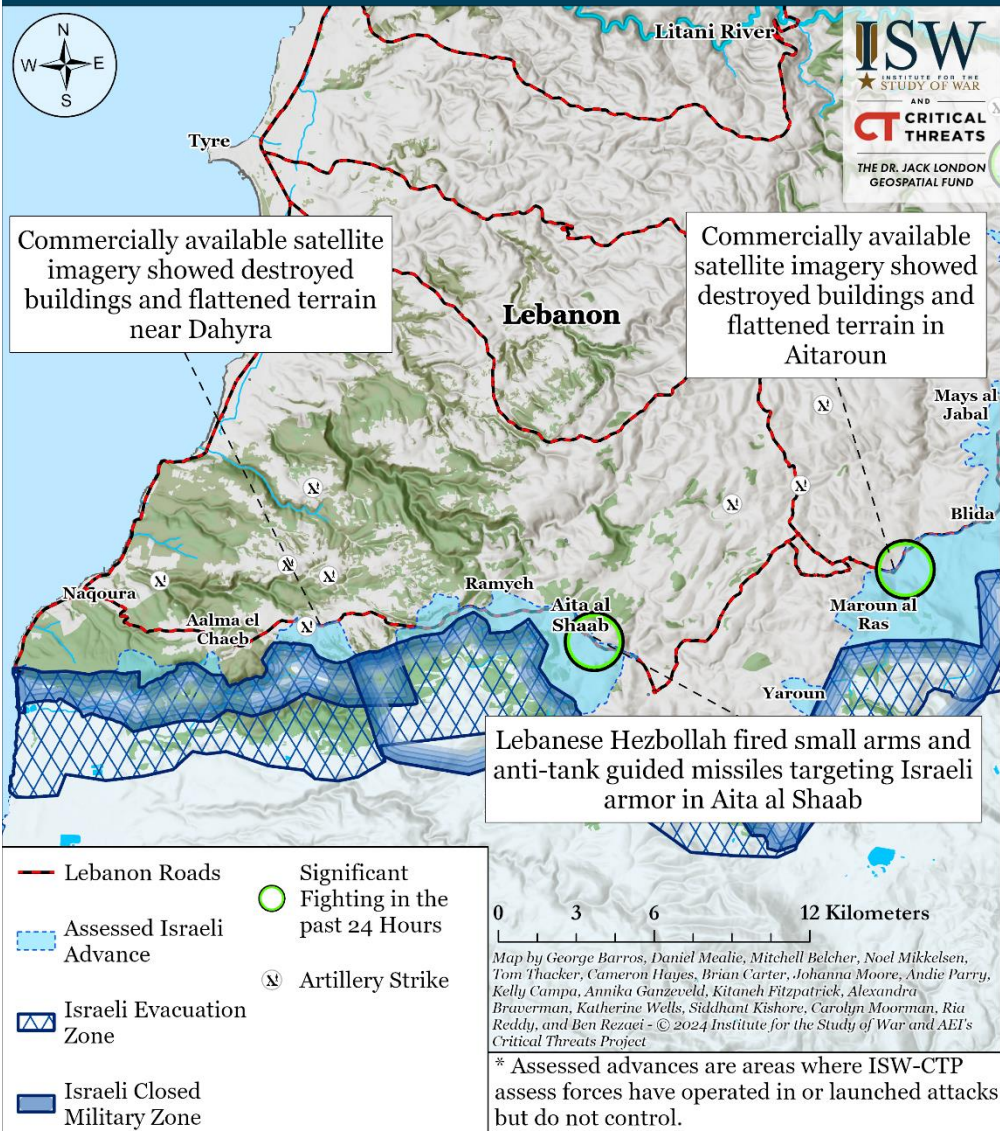 N
W
E
S
Litani River
ISW
INSTITUTE FOR THE
STUDY OF WAR
AND
CT CRITICAL
THREATS
THE DR. JACK LONDON
GEOSPATIAL FUND
Tyre
Commercially available satellite
imagery showed destroyed
buildings and flattened terrain
near Dahyra
Commercially available
satellite imagery showed
destroyed buildings and
flattened terrain in
Aitaroun
Lebanon
Mays al
Jabal
Blida
Naqoura
Aalma el
Chaeb
Ramych
Aita al
Shaab
Maroun al
Ras
Yaroun
Lebanese Hezbollah fired small arms and
anti-tank guided missiles targeting Israeli
armor in Aita al Shaab
Lebanon Roads
Assessed Israeli
Advance
Israeli Evacuation
Zone
Israeli Closed
Military Zone
Significant
Fighting in the
past 24 Hours
Artillery Strike
0 3 6 12 Kilometers
Map by George Barros, Daniel Mealie, Mitchell Belcher, Noel Mikkelsen,
Tom Thacker, Cameron Hayes, Brian Carter, Johanna Moore, Andie Parry,
Kelly Campa, Annika Ganzeveld, Kitaneh Fitzpatrick, Alexandra
Braverman, Katherine Wells, Siddhant Kishore, Carolyn Moorman, Ria
Reddy, and Ben Rezaei - © 2024 Institute for the Study of War and AEI's
Critical Threats Project
* Assessed advances are areas where ISW-CTP
assess forces have operated in or launched attacks
but do not control.